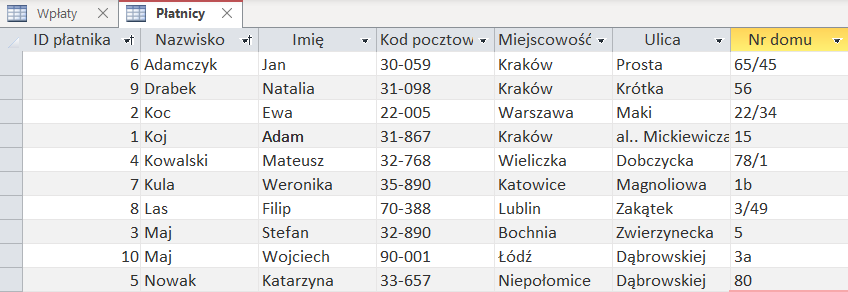 Wpłaty Płatnicy
ID płatnika Nazwisko Imię Kod pocztow Miejscowość Ulica Nr domu
6 Adamczyk Jan 30-059 Kraków Prosta 65/45
9 Drabek Natalia 31-098 Kraków Krótka 56
2 Koc Ewa 22-005 Warszawa Maki 22/34
1 Koj Adam 31-867 Kraków al.. Mickiewicza 15
4 Kowalski Mateusz 32-768 Wieliczka Dobczycka 78/1
7 Kula Weronika 35-890 Katowice Magnoliowa 1b
8 Las Filip 70-388 Lublin Zakątek 3/49
3 Maj Stefan 32-890 Bochnia Zwierzynecka 5
10 Maj Wojciech 90-001 Łódź Dąbrowskiej 3a
5 Nowak Katarzyna 33-657 Niepołomice Dąbrowskiej 80